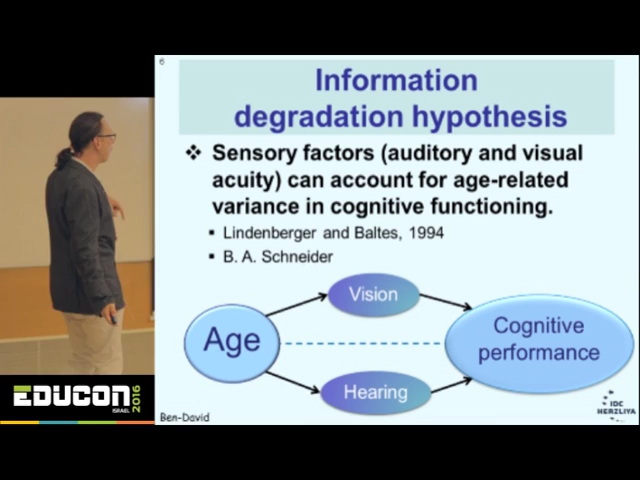 6
Information
degradation hypothesis
❖ Sensory factors (auditory and visual
acuity) can account for age-related
variance in cognitive functioning.
▪ Lindenberger and Baltes, 1994
▪ B. A. Schneider
Vision
Age
Cognitive
performance
Hearing
Ben-David
IDC
HERZLIYA
EDUCON
ISRAEL 2016